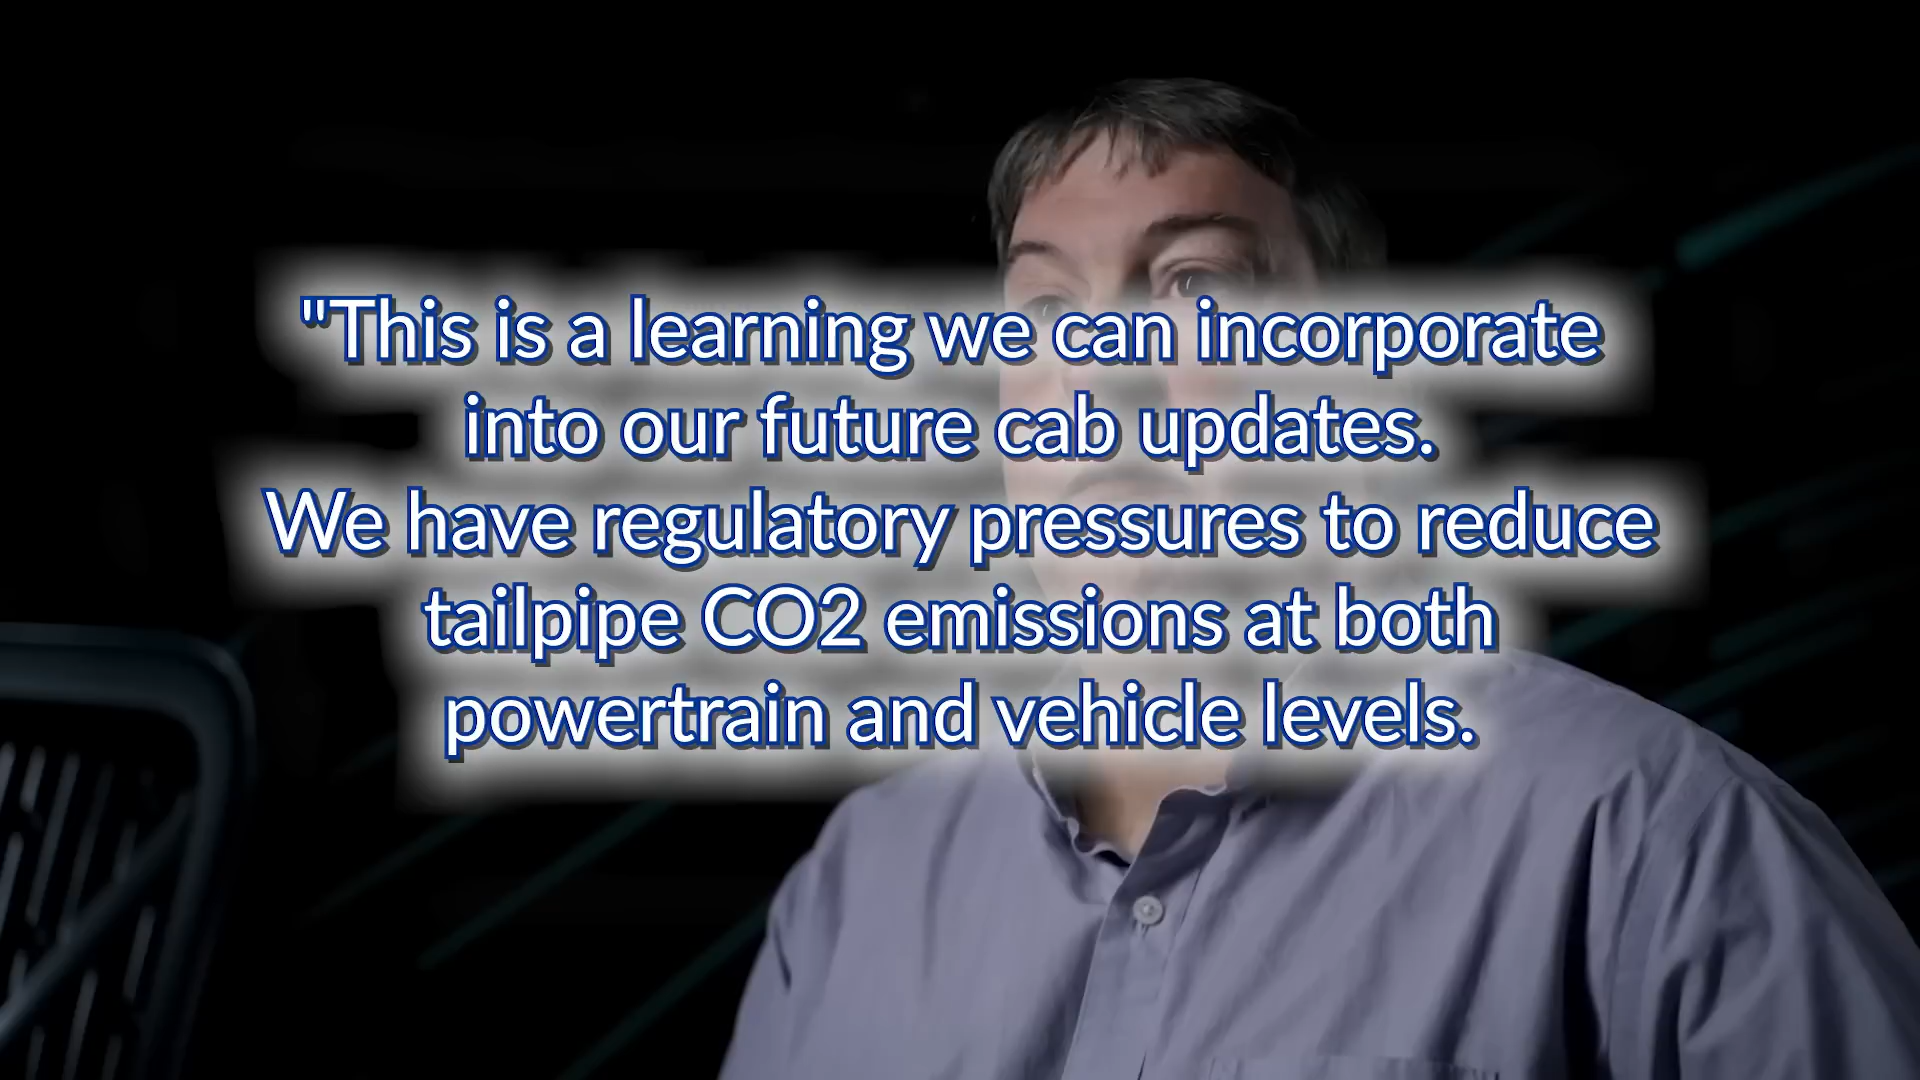 "This is a learning we can incorporate
into our future cab updates.
We have regulatory pressures to reduce
tailpipe CO2 emissions at both
powertrain and vehicle levels.